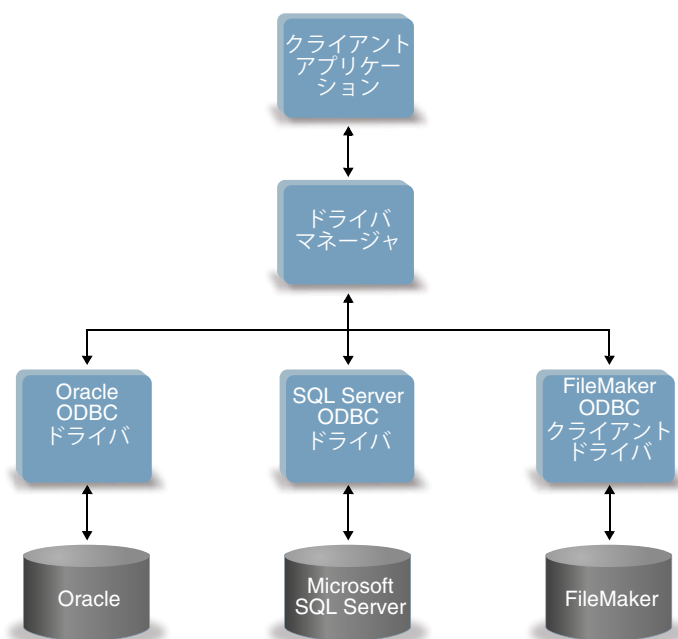 クライアント
アプリケー
ション
ドライバ
マネージャ
Oracle
ODBC
ドライバ
SQL Server
ODBC
ドライバ
FileMaker
ODBC
クライアント
ドライバ
Oracle
Microsoft
SQL Server
FileMaker